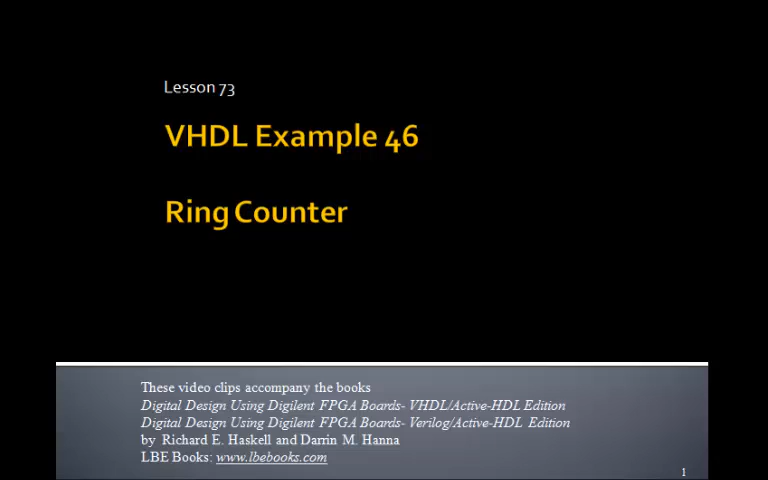 Lesson 73
VHDL Example 46
Ring Counter
These video clips accompany the books
Digital Design Using Digilent FPGA Boards- VHDL/Active-HDL Edition
Digital Design Using Digilent FPGA Boards- Verilog/Active-HDL Edition
by Richard E. Haskell and Darrin M. Hanna
LBE Books: www.lbebooks.com
1